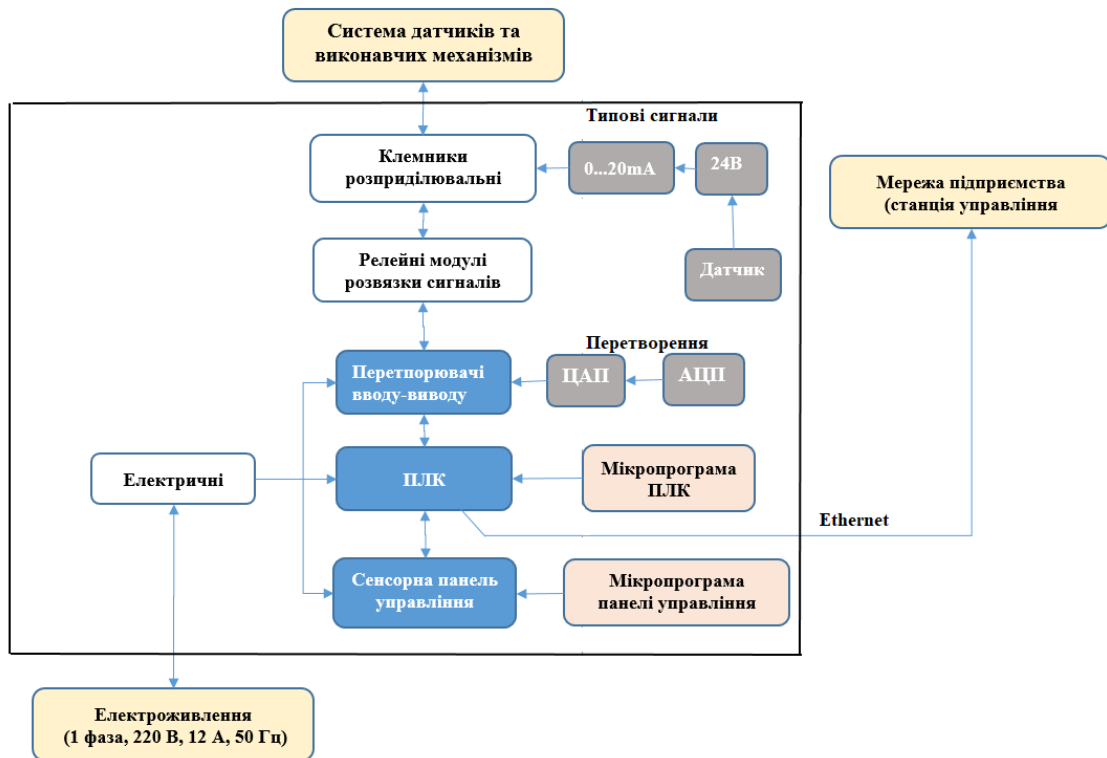 Система датчиків та
виконавчих механізмів
Типові сигнали
Клемники
розприділювальні
0...20mA
24В
Мережа підприємства
(станція управління
Релейні модулі
розвязки сигналів
Датчик
Перетворення
Перетпорювачі
вводу-виводу
ЦАП
АЦП
Електричні
ПЛК
Мікропрограма
ПЛК
Ethernet
Сенсорна панель
управління
Мікропрограма
панелі управління
Електроживлення
(1 фаза, 220 В, 12 А, 50 Гц)